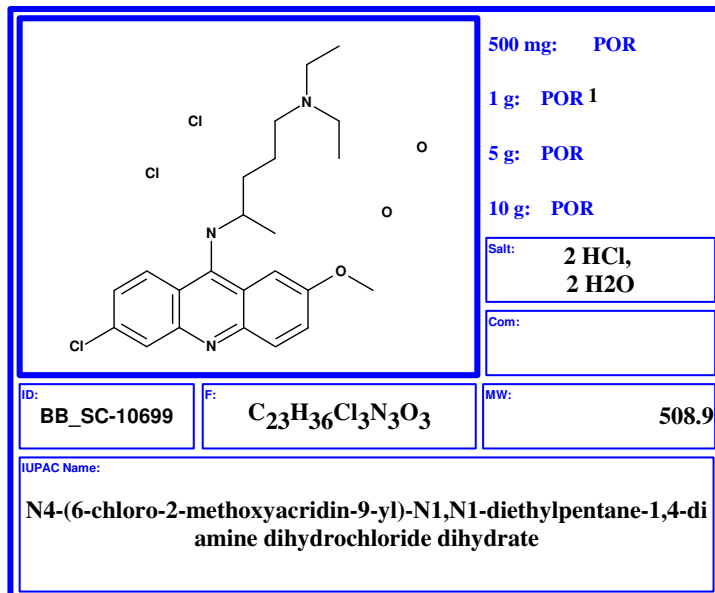 500 mg: POR
1 g: POR 1
5 g: POR
10 g: POR
N
Cl
Cl
O
O
N
O
Cl
N
Salt: 2 HCl,
2 H2O
Com:
ID: BB_SC-10699
F: C23H36Cl3N3O3
MW: 508.9
IUPAC Name:
N4-(6-chloro-2-methoxyacridin-9-yl)-N1,N1-diethylpentane-1,4-di
amine dihydrochloride dihydrate